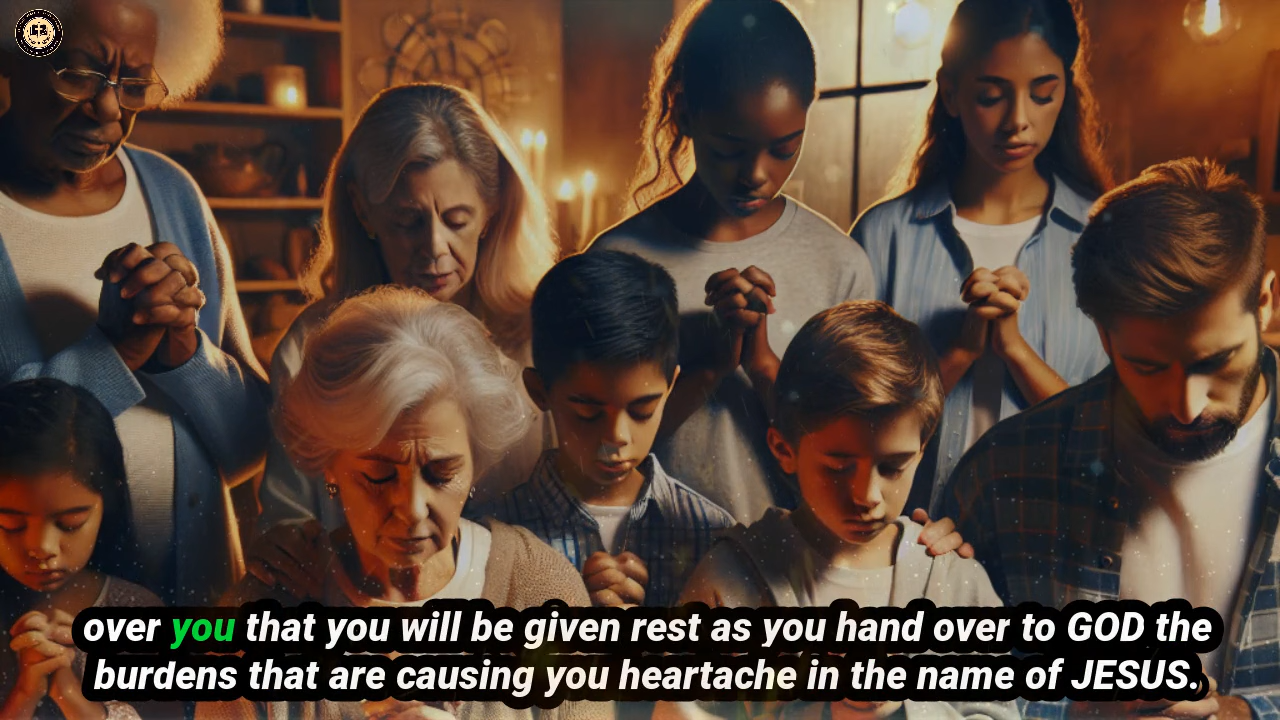 over you that you will be given rest as you hand over to GOD the
burdens that are causing you heartache in the name of JESUS.